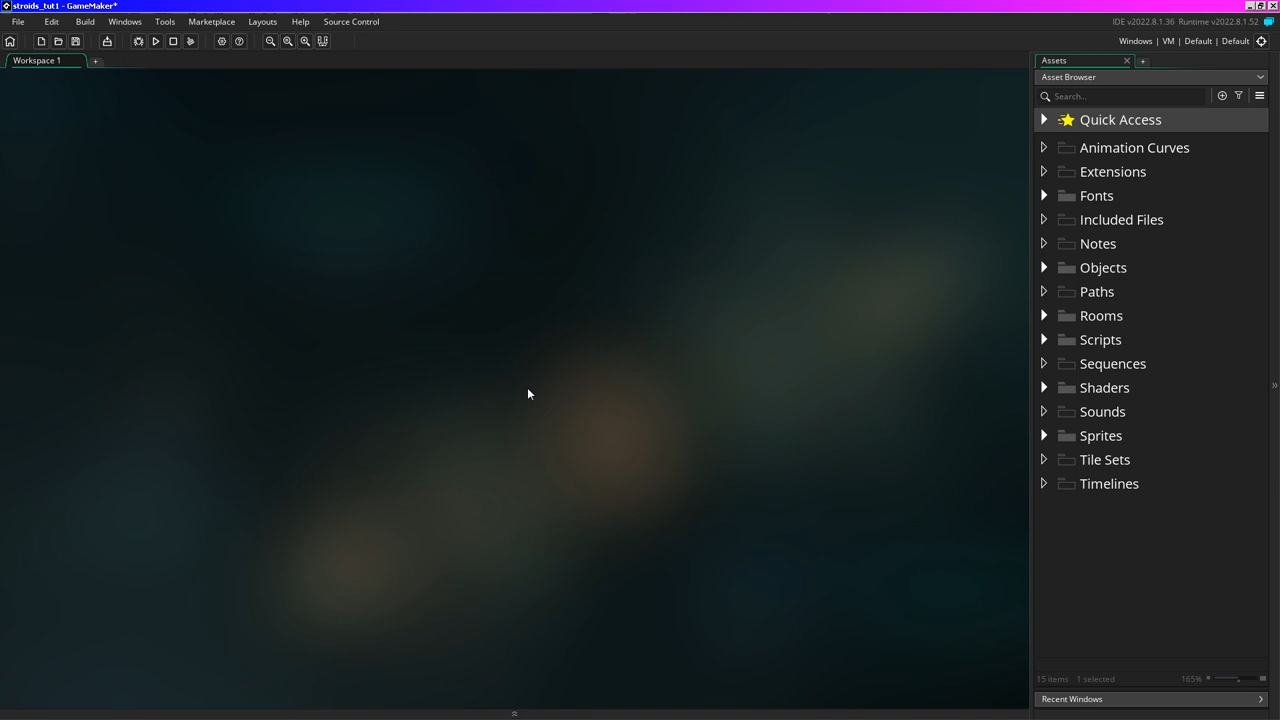 stroids_tut1 - GameMaker*
File Edit Build Windows Tools Marketplace Layouts Help Source Control
IDE v2022.8.1.36 Runtime v2022.8.1.52
Windows | VM | Default | Default
Workspace 1
Assets
Asset Browser
Search...
Quick Access
Animation Curves
Extensions
Fonts
Included Files
Notes
Objects
Paths
Rooms
Scripts
Sequences
Shaders
Sounds
Sprites
Tile Sets
Timelines
15 items 1 selected 165%
Recent Windows